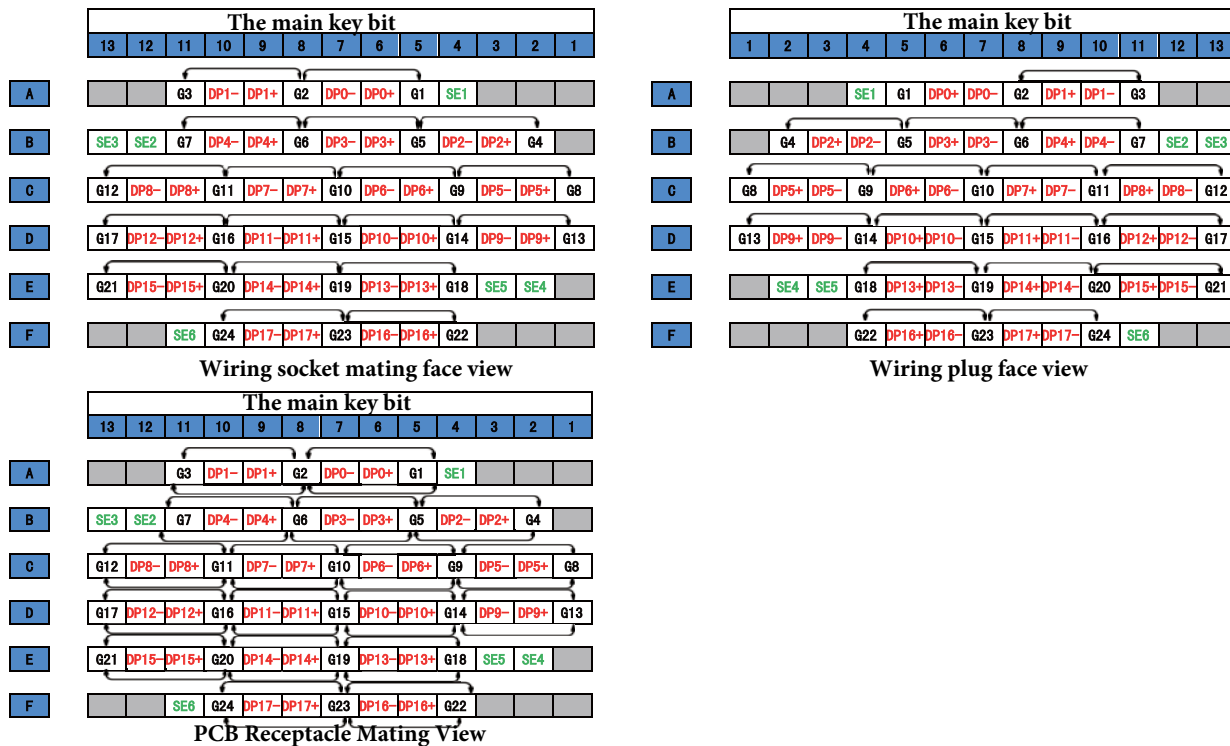 The main key bit
13 12 11 10 9 8 7 6 5 4 3 2 1
A G3 DP1- DP1+ G2 DP0- DP0+ G1 SE1
B SE3 SE2 G7 DP4- DP4+ G6 DP3- DP3+ G5 DP2- DP2+ G4
C G12 DP8- DP8+ G11 DP7- DP7+ G10 DP6- DP6+ G9 DP5- DP5+ G8
D G17 DP12- DP12+ G16 DP11- DP11+ G15 DP10- DP10+ G14 DP9- DP9+ G13
E G21 DP15- DP15+ G20 DP14- DP14+ G19 DP13- DP13+ G18 SE5 SE4
F SE6 G24 DP17- DP17+ G23 DP16- DP16+ G22
Wiring socket mating face view
The main key bit
1 2 3 4 5 6 7 8 9 10 11 12 13
A SE1 G1 DP0+ DP0- G2 DP1+ DP1- G3
B G4 DP2+ DP2- G5 DP3+ DP3- G6 DP4+ DP4- G7 SE2 SE3
C G8 DP5+ DP5- G9 DP6+ DP6- G10 DP7+ DP7- G11 DP8+ DP8- G12
D G13 DP9+ DP9- G14 DP10+ DP10- G15 DP11+ DP11- G16 DP12+ DP12- G17
E SE4 SE5 G18 DP13+ DP13- G19 DP14+ DP14- G20 DP15+ DP15- G21
F G22 DP16+ DP16- G23 DP17+ DP17- G24 SE6
Wiring plug face view
The main key bit
13 12 11 10 9 8 7 6 5 4 3 2 1
A G3 DP1- DP1+ G2 DP0- DP0+ G1 SE1
B SE3 SE2 G7 DP4- DP4+ G6 DP3- DP3+ G5 DP2- DP2+ G4
C G12 DP8- DP8+ G11 DP7- DP7+ G10 DP6- DP6+ G9 DP5- DP5+ G8
D G17 DP12- DP12+ G16 DP11- DP11+ G15 DP10- DP10+ G14 DP9- DP9+ G13
E G21 DP15- DP15+ G20 DP14- DP14+ G19 DP13- DP13+ G18 SE5 SE4
F SE6 G24 DP17- DP17+ G23 DP16- DP16+ G22
PCB Receptacle Mating View